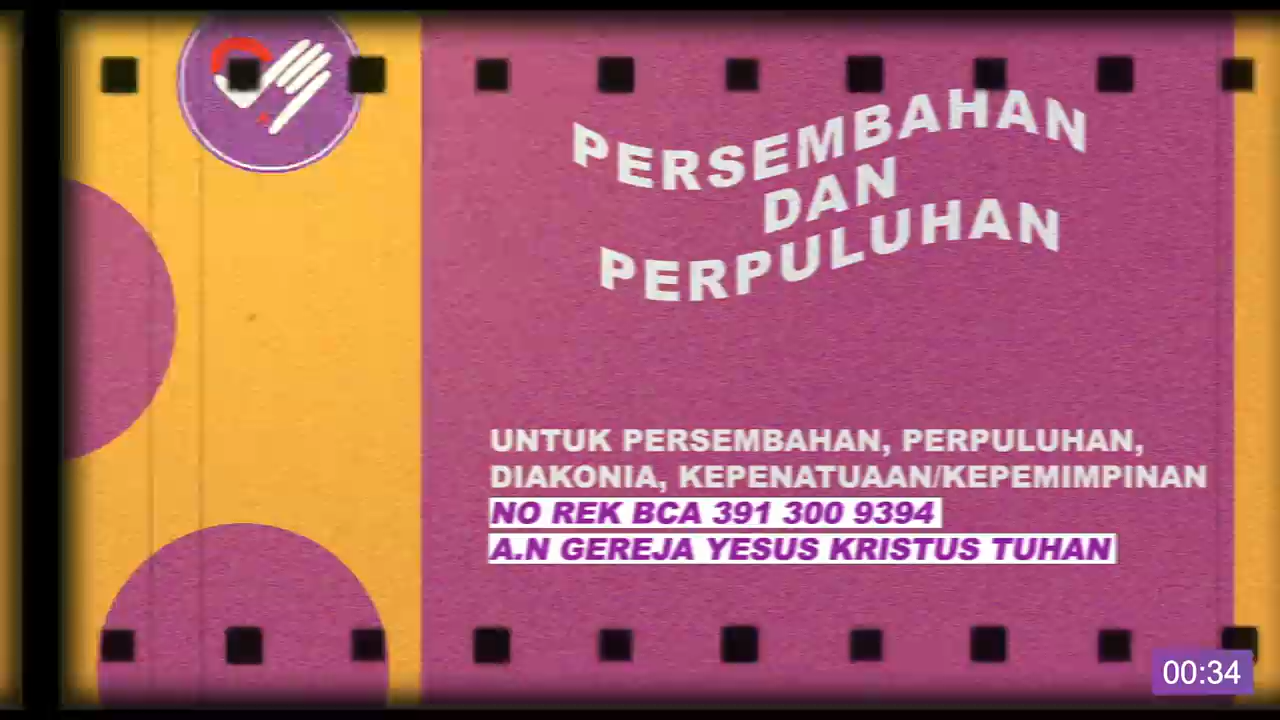 PERSEMBAHAN
DAN
PERPULUHAN
UNTUK PERSEMBAHAN, PERPULUHAN,
DIAKONIA, KEPENATUAAN/KEPEMIMPINAN
NO REK BCA 391 300 9394
A.N GEREJA YESUS KRISTUS TUHAN
00:34